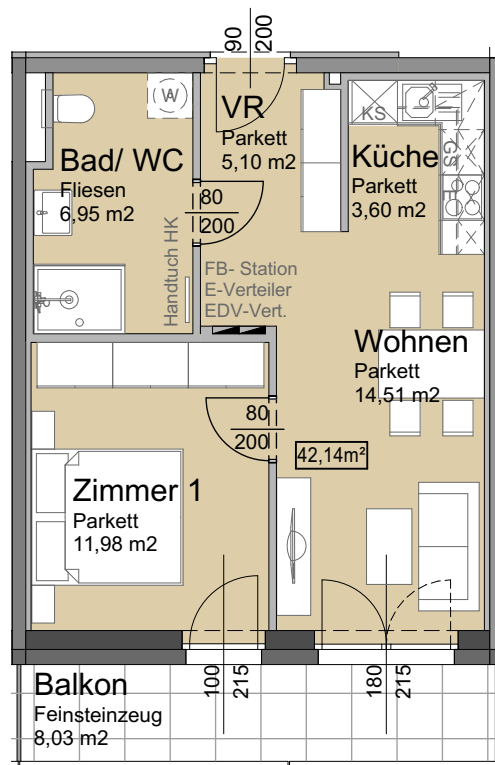 90
200
W
VR
Parkett
5,10 m2
KS
Bad/ WC
Fliesen
6,95 m2
Küche
Parkett
3,60 m2
GS
E
80
200
Handtuch HK
FB- Station
E-Verteiler
EDV-Vert.
Wohnen
Parkett
14,51 m2
80
200
42,14m²
Zimmer 1
Parkett
11,98 m2
100
215
180
215
Balkon
Feinsteinzeug
8,03 m2